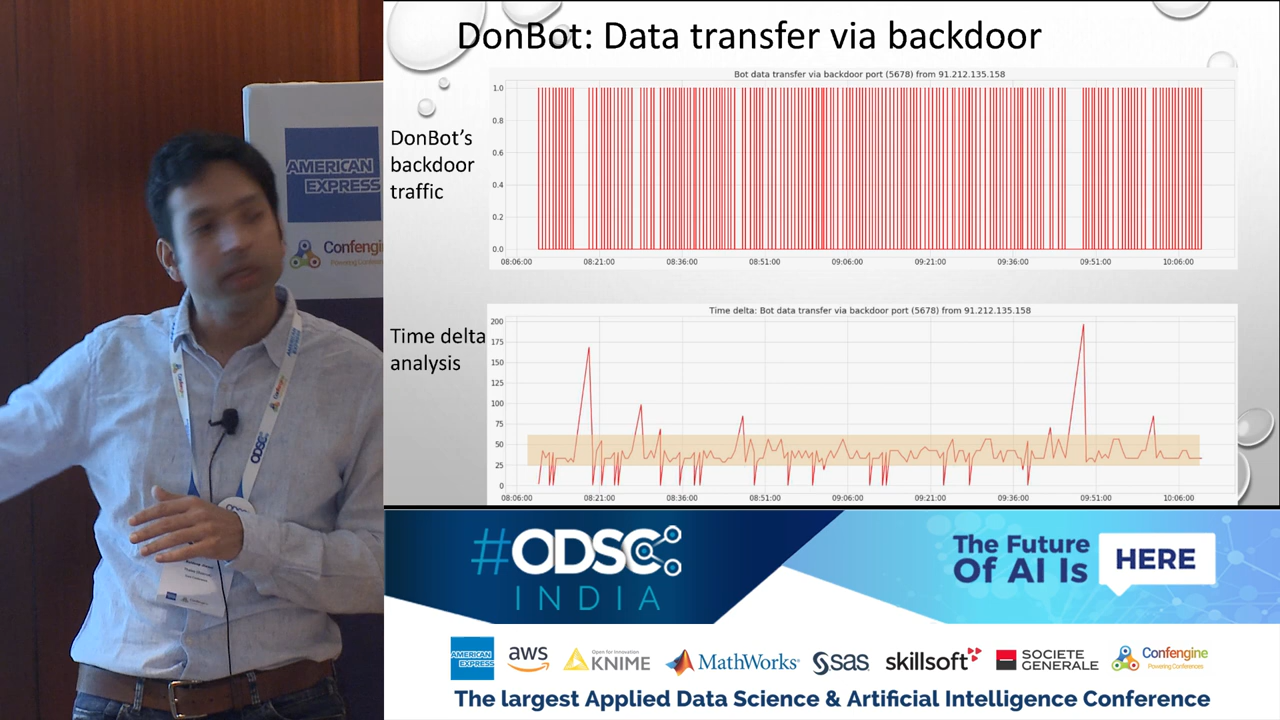 DonBot: Data transfer via backdoor
Bot data transfer via backdoor port (5678) from 91.212.135.158
DonBot's
backdoor
traffic
1.0
0.8
0.6
0.4
0.2
0.0
08:06:00 08:21:00 08:36:00 08:51:00 09:06:00 09:21:00 09:36:00 09:51:00 10:06:00
Time delta: Bot data transfer via backdoor port (5678) from 91.212.135.158
Time delta
analysis
200
175
150
125
100
75
50
25
0
08:06:00 08:21:00 08:36:00 08:51:00 09:06:00 09:21:00 09:36:00 09:51:00 10:06:00
AMERICAN
EXPRESS
Confengine
ODSC
#ODSC
INDIA
The Future
Of AI Is
HERE
AMERICAN
EXPRESS
aws
Open for Innovation
KNIME
MathWorks
sas
skillsoft
SOCIETE
GENERALE
Confengine
Powering Conferences
The largest Applied Data Science & Artificial Intelligence Conference